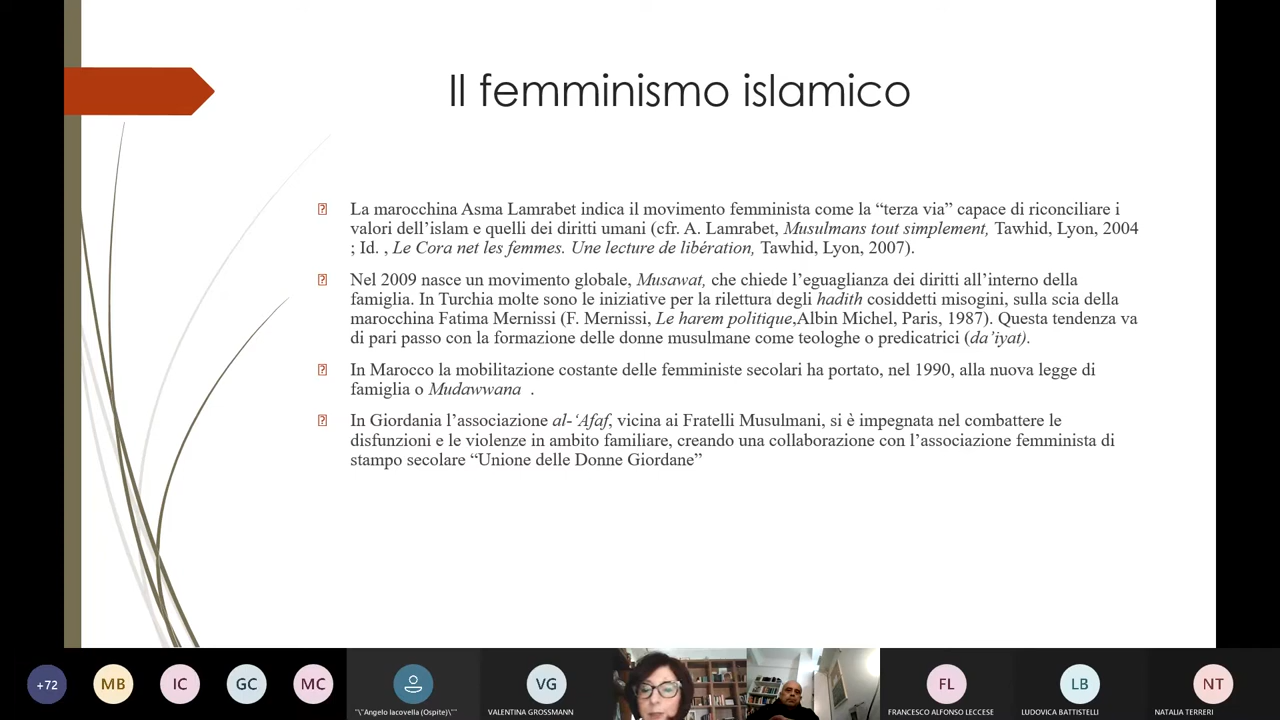 Il femminismo islamico
La marocchina Asma Lamrabet indica il movimento femminista come la “terza via” capace di riconciliare i
valori dell’islam e quelli dei diritti umani (cfr. A. Lamrabet, Musulmans tout simplement, Tawhid, Lyon, 2004
; Id. , Le Cora net les femmes. Une lecture de libération, Tawhid, Lyon, 2007).
Nel 2009 nasce un movimento globale, Musawat, che chiede l’eguaglianza dei diritti all’interno della
famiglia. In Turchia molte sono le iniziative per la rilettura degli hadith cosiddetti misogini, sulla scia della
marocchina Fatima Mernissi (F. Mernissi, Le harem politique,Albin Michel, Paris, 1987). Questa tendenza va
di pari passo con la formazione delle donne musulmane come teologhe o predicatrici (da’iyat).
In Marocco la mobilitazione costante delle femministe secolari ha portato, nel 1990, alla nuova legge di
famiglia o Mudawwana .
In Giordania l’associazione al-‘Afaf, vicina ai Fratelli Musulmani, si è impegnata nel combattere le
disfunzioni e le violenze in ambito familiare, creando una collaborazione con l’associazione femminista di
stampo secolare “Unione delle Donne Giordane”
+72 MB IC GC MC VG FL LB NT
"\"Angelo Iacovella (Ospite)\"" VALENTINA GROSSMANN FRANCESCO ALFONSO LECCESE LUDOVICA BATTISTELLI NATALIA TERRERI